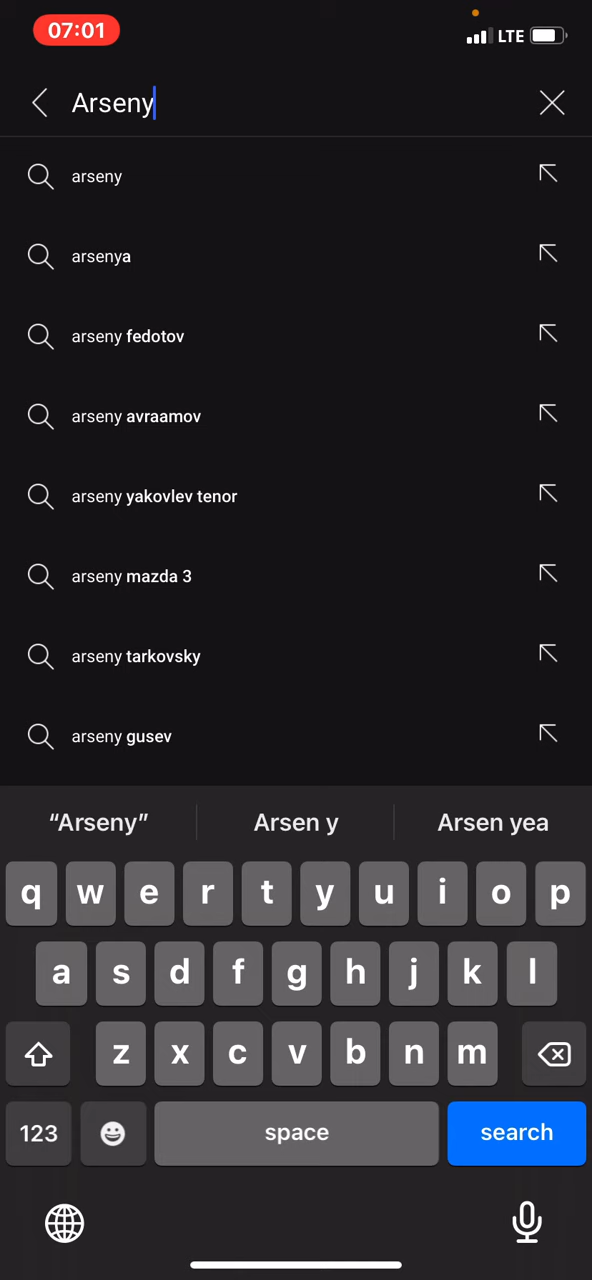 07:01
LTE
Arseny
arseny
arsenya
arseny fedotov
arseny avraamov
arseny yakovlev tenor
arseny mazda 3
arseny tarkovsky
arseny gusev
“Arseny” Arsen y Arsen yea
q w e r t y u i o p
a s d f g h j k l
z x c v b n m
123 space search